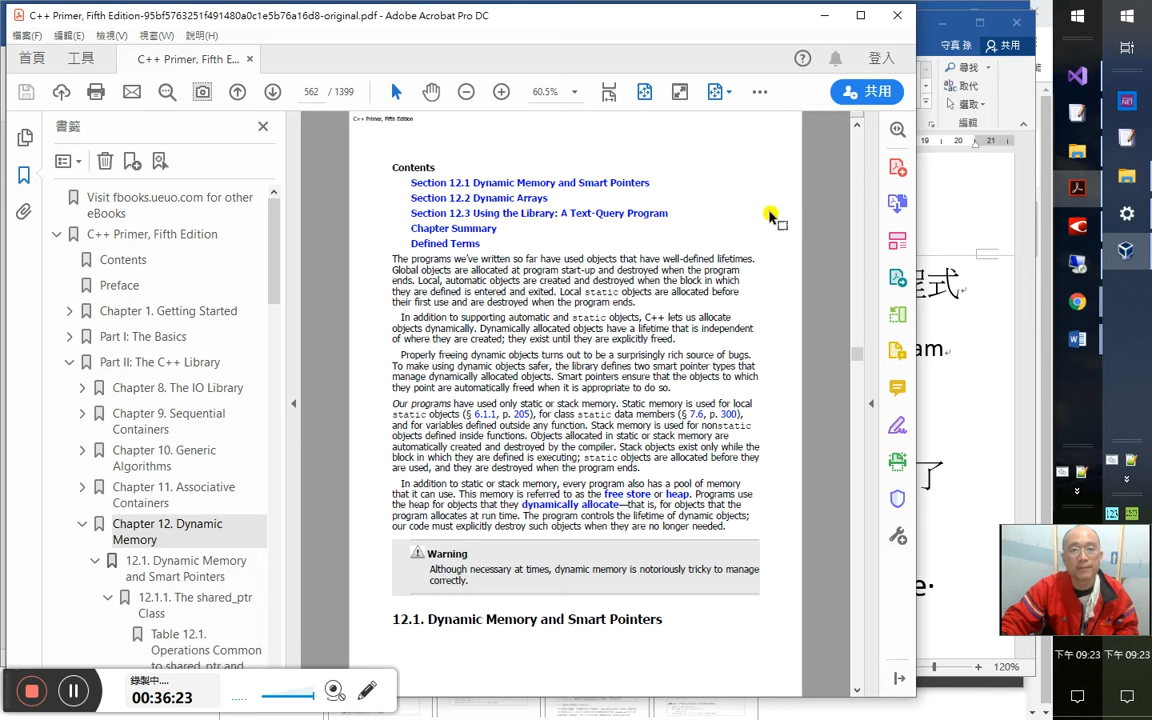 C++ Primer, Fifth Edition-95bf5763251f491480a0c1e5b76a16d8-original.pdf - Adobe Acrobat Pro DC
檔案(F) 編輯(E) 檢視(V) 視窗(W) 說明(H)
首頁 工具 C++ Primer, Fifth E... × 登入
562 / 1399 60.5% 共用
書籤
Visit fbooks.ueuo.com for other
eBooks
C++ Primer, Fifth Edition
Contents
Preface
Chapter 1. Getting Started
Part I: The Basics
Part II: The C++ Library
Chapter 8. The IO Library
Chapter 9. Sequential
Containers
Chapter 10. Generic
Algorithms
Chapter 11. Associative
Containers
Chapter 12. Dynamic
Memory
12.1. Dynamic Memory
and Smart Pointers
12.1.1. The shared_ptr
Class
Table 12.1.
Operations Common
to shared_ptr and
C++ Primer, Fifth Edition
Contents
Section 12.1 Dynamic Memory and Smart Pointers
Section 12.2 Dynamic Arrays
Section 12.3 Using the Library: A Text-Query Program
Chapter Summary
Defined Terms
The programs we've written so far have used objects that have well-defined lifetimes.
Global objects are allocated at program start-up and destroyed when the program
ends. Local, automatic objects are created and destroyed when the block in which
they are defined is entered and exited. Local static objects are allocated before
their first use and are destroyed when the program ends.
In addition to supporting automatic and static objects, C++ lets us allocate
objects dynamically. Dynamically allocated objects have a lifetime that is independent
of where they are created; they exist until they are explicitly freed.
Properly freeing dynamic objects turns out to be a surprisingly rich source of bugs.
To make using dynamic objects safer, the library defines two smart pointer types that
manage dynamically allocated objects. Smart pointers ensure that the objects to which
they point are automatically freed when it is appropriate to do so.
Our programs have used only static or stack memory. Static memory is used for local
static objects (§ 6.1.1, p. 205), for class static data members (§ 7.6, p. 300),
and for variables defined outside any function. Stack memory is used for nonstatic
objects defined inside functions. Objects allocated in static or stack memory are
automatically created and destroyed by the compiler. Stack objects exist only while the
block in which they are defined is executing; static objects are allocated before they
are used, and they are destroyed when the program ends.
In addition to static or stack memory, every program also has a pool of memory
that it can use. This memory is referred to as the free store or heap. Programs use
the heap for objects that they dynamically allocate—that is, for objects that the
program allocates at run time. The program controls the lifetime of dynamic objects;
our code must explicitly destroy such objects when they are no longer needed.
Warning
Although necessary at times, dynamic memory is notoriously tricky to manage
correctly.
12.1. Dynamic Memory and Smart Pointers
錄製中....
00:36:23
守真 孫 共用
尋找
取代
選取
編輯
19 20 21
程式
am
了
e
120%
下午 09:23 下午 09:23